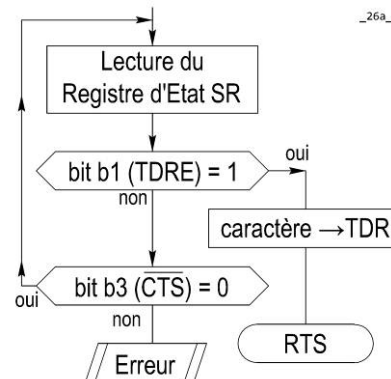 _26a_
Lecture du
Registre d'Etat SR
oui
bit b1 (TDRE) = 1
non
caractère →TDR
bit b3 (C̅T̅S̅) = 0
oui
non
RTS
Erreur